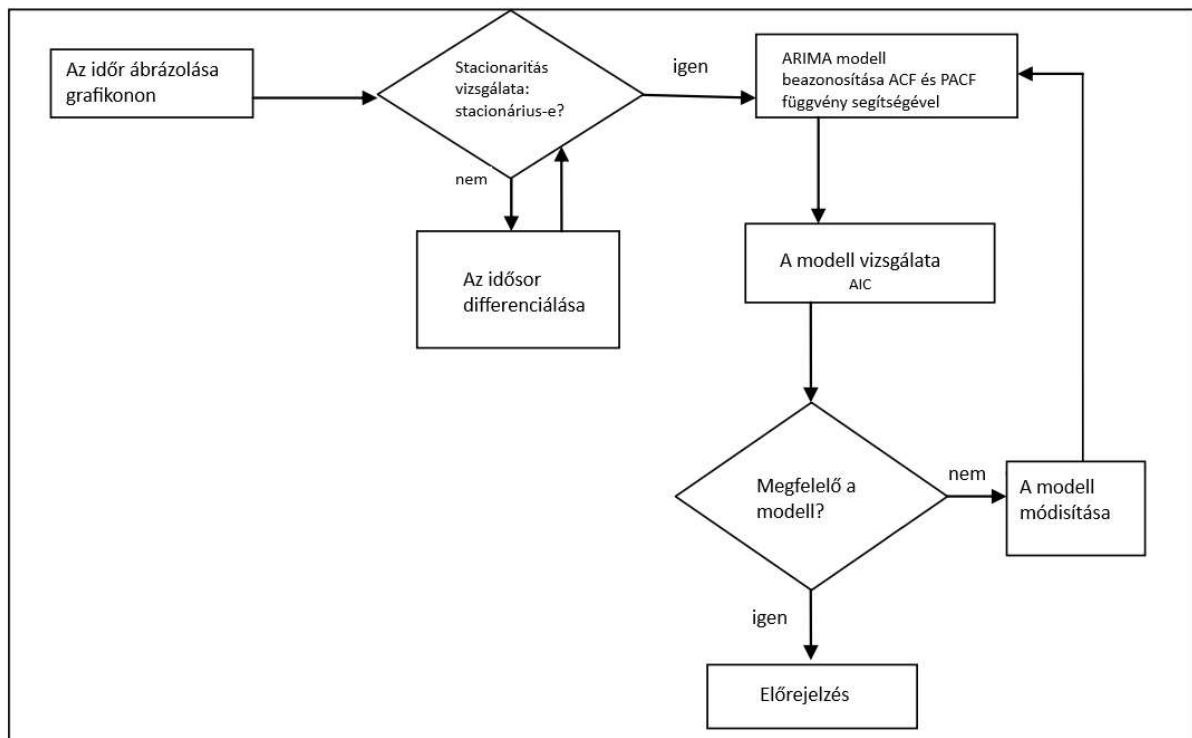 Az időr ábrázolása
grafikonon
Stacionaritás
vizsgálata:
stacionárius-e?
igen
ARIMA modell
beazonosítása ACF és PACF
függvény segítségével
nem
Az idősor
differenciálása
A modell vizsgálata
AIC
Megfelelő a
modell?
nem
A modell
módisítása
igen
Előrejelzés